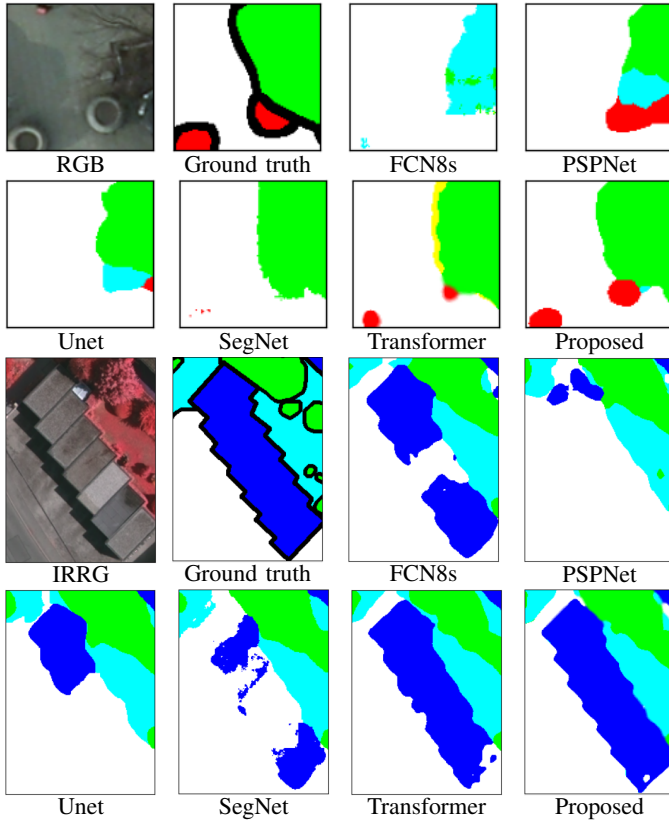 RGB Ground truth FCN8s PSPNet
Unet SegNet Transformer Proposed
IRRG Ground truth FCN8s PSPNet
Unet SegNet Transformer Proposed